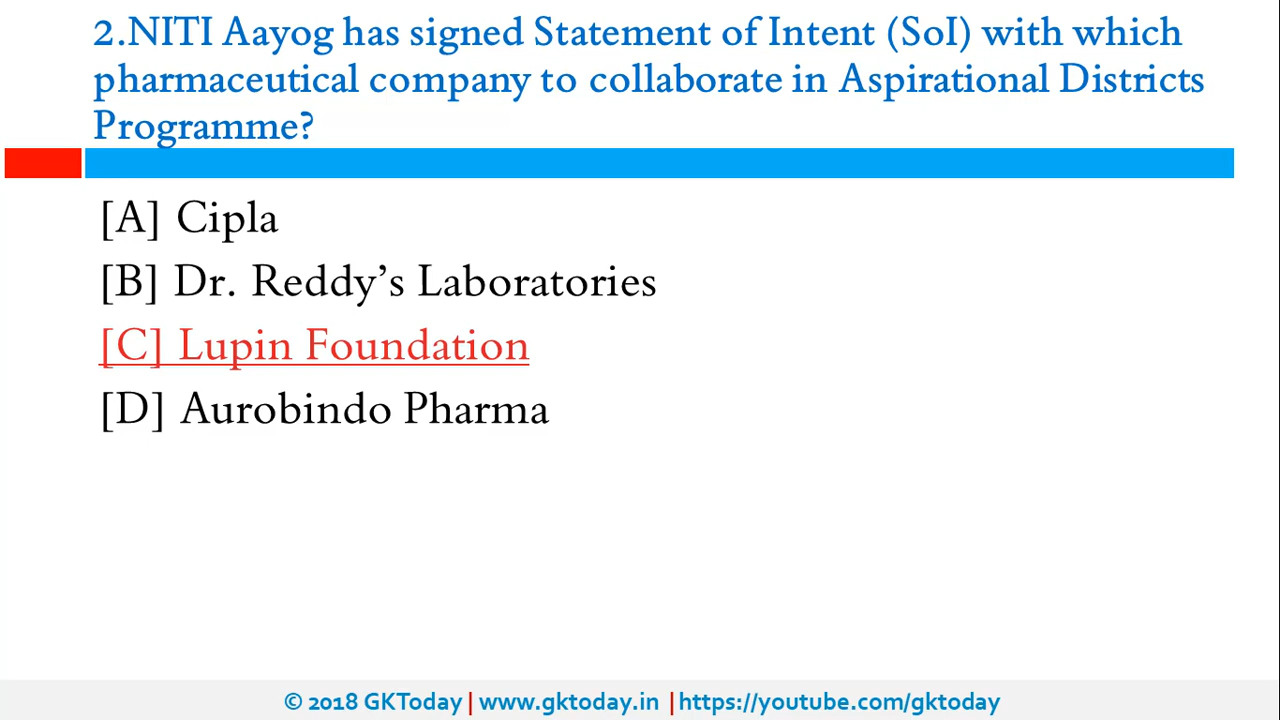 2.NITI Aayog has signed Statement of Intent (SoI) with which
pharmaceutical company to collaborate in Aspirational Districts
Programme?
[A] Cipla
[B] Dr. Reddy’s Laboratories
[C] Lupin Foundation
[D] Aurobindo Pharma
© 2018 GKToday | www.gktoday.in | https://youtube.com/gktoday